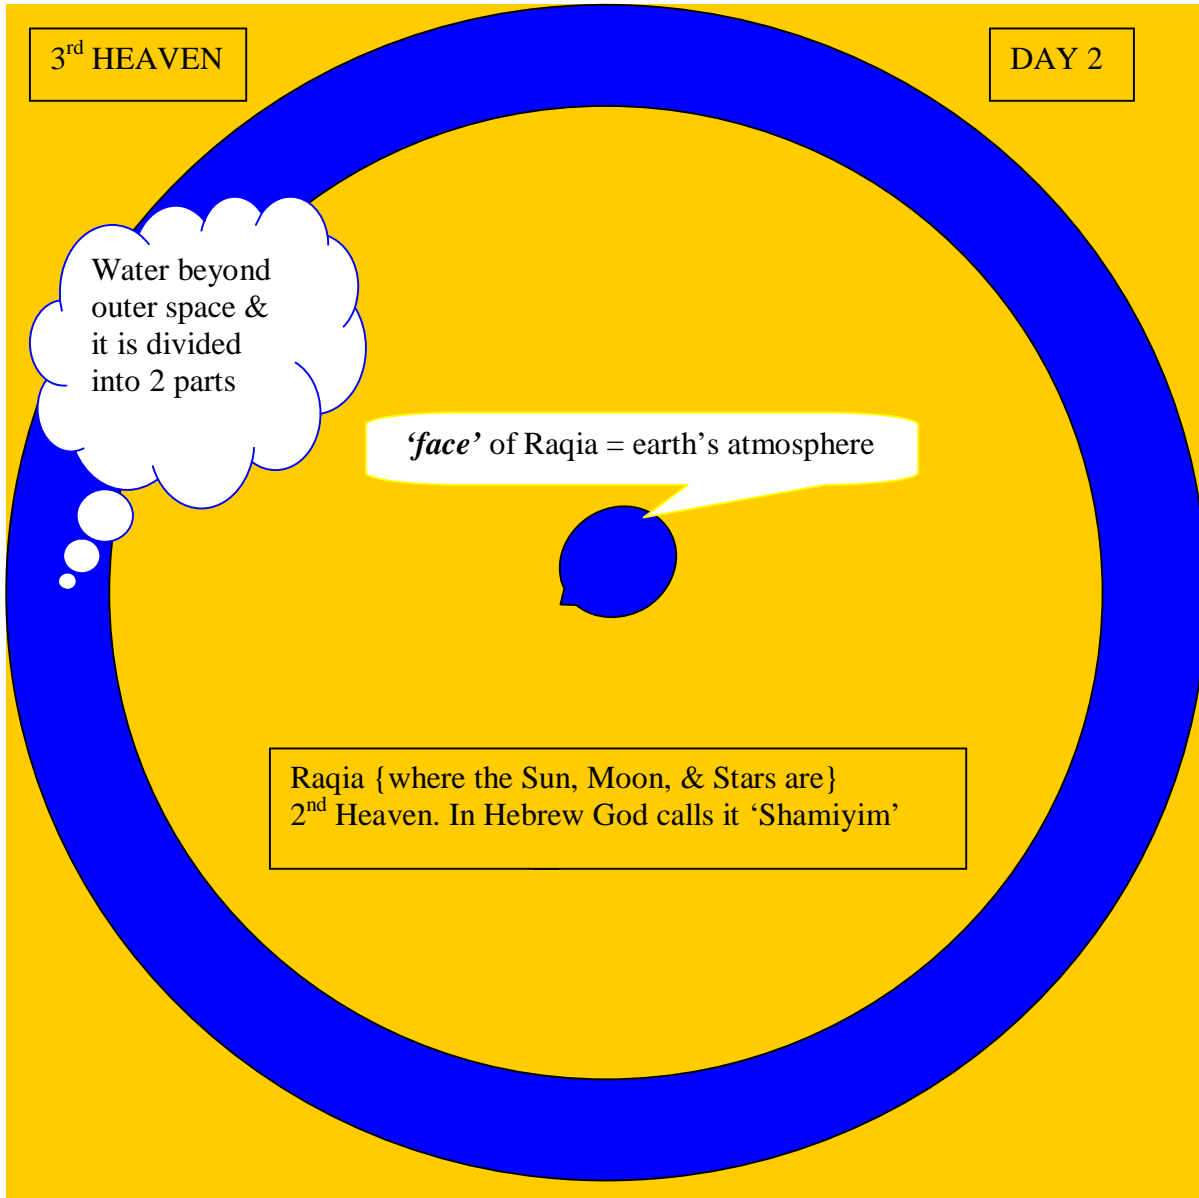 3rd HEAVEN
DAY 2
Water beyond
outer space &
it is divided
into 2 parts
‘face’ of Raqia = earth’s atmosphere
Raqia {where the Sun, Moon, & Stars are}
2nd Heaven. In Hebrew God calls it ‘Shamiyim’